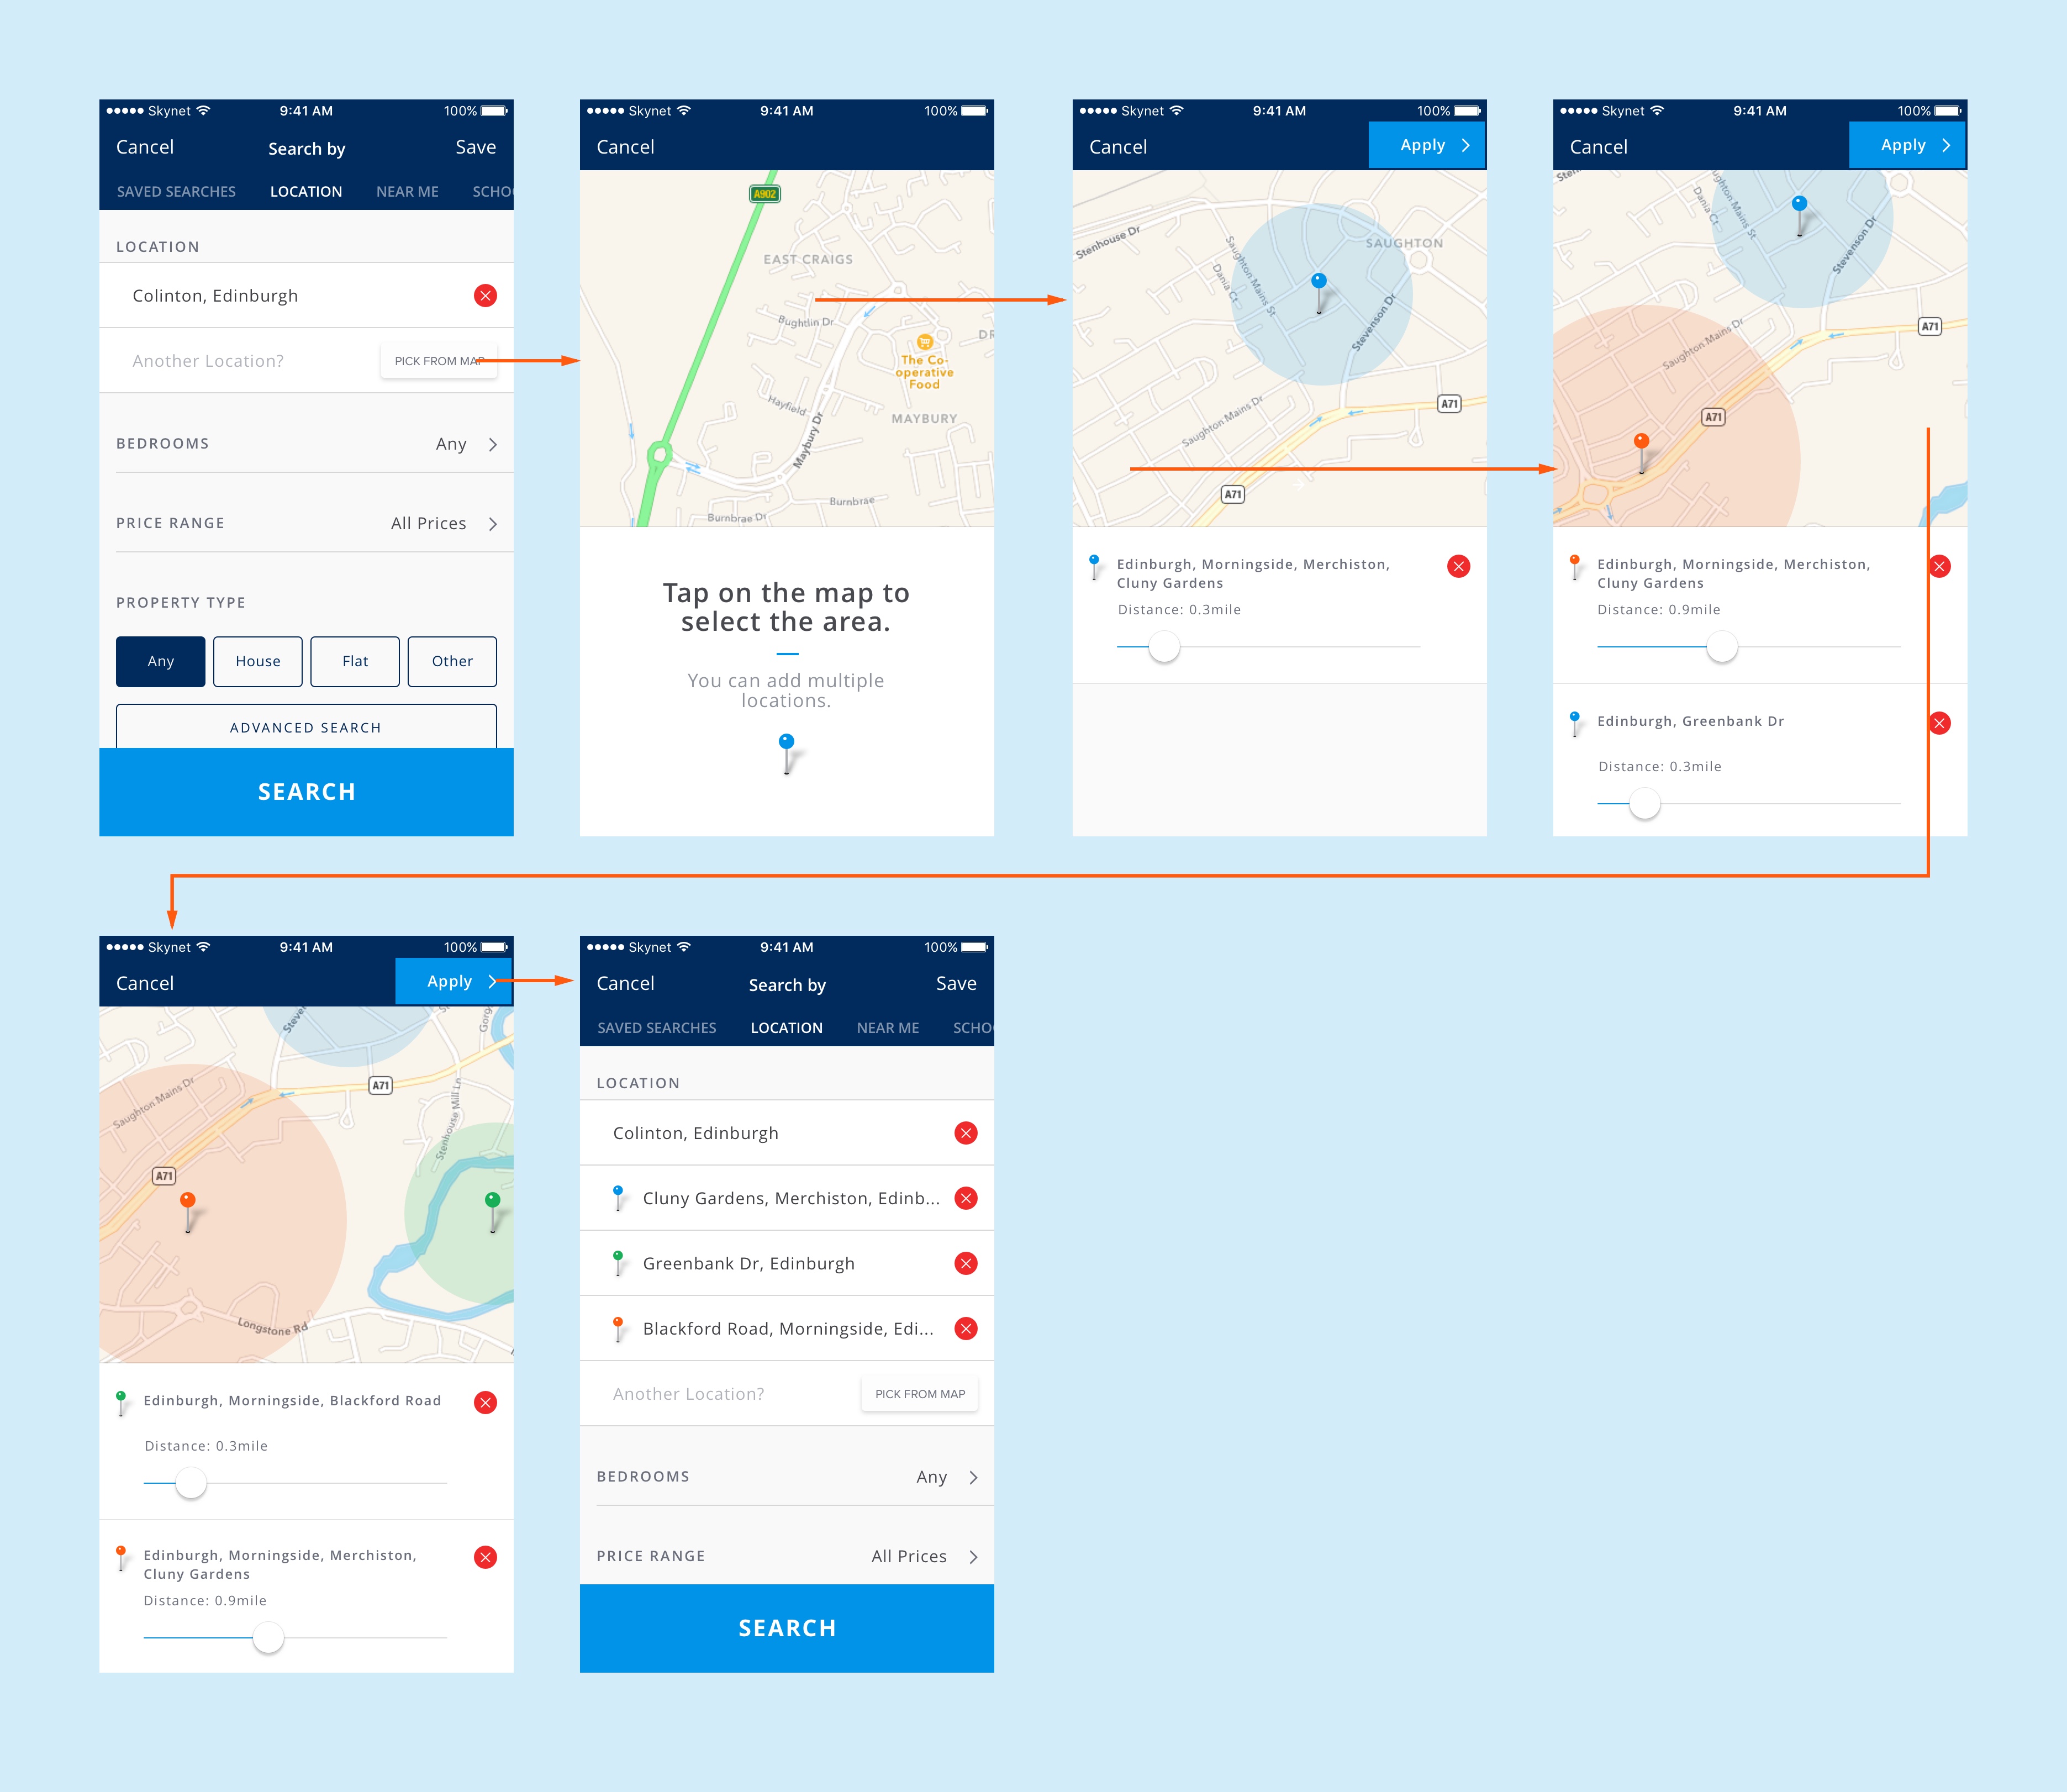 Skynet 9:41 AM 100%
Cancel Search by Save
SAVED SEARCHES LOCATION NEAR ME SCHO
LOCATION
Colinton, Edinburgh
Another Location? PICK FROM MAP
BEDROOMS Any
PRICE RANGE All Prices
PROPERTY TYPE
Any House Flat Other
ADVANCED SEARCH
SEARCH
Skynet 9:41 AM 100%
Cancel
A902
EAST CRAIGS
Bughtlin Dr
DR
The Co-
operative
Food
Hayfield
MAYBURY
Maybury Dr
Burnbrae
Burnbrae Dr
Tap on the map to
select the area.
You can add multiple
locations.
Skynet 9:41 AM 100%
Cancel Apply
Stenhouse Dr
SAUGHTON
Saughton Mains St
Dania Ct
Stevenson Dr
Saughton Mains Dr
A71
A71
Edinburgh, Morningside, Merchiston,
Cluny Gardens
Distance: 0.3mile
Skynet 9:41 AM 100%
Cancel Apply
Sten
ughton Mains St
Dania Ct
Stevenson Dr
Saughton Mains Dr
A71
A71
Edinburgh, Morningside, Merchiston,
Cluny Gardens
Distance: 0.9mile
Edinburgh, Greenbank Dr
Distance: 0.3mile
Skynet 9:41 AM 100%
Cancel Apply
Steven
Gorg
Saughton Mains Dr
A71
Stenhouse Mill Ln
A71
Longstone Rd
Edinburgh, Morningside, Blackford Road
Distance: 0.3mile
Edinburgh, Morningside, Merchiston,
Cluny Gardens
Distance: 0.9mile
Skynet 9:41 AM 100%
Cancel Search by Save
SAVED SEARCHES LOCATION NEAR ME SCHO
LOCATION
Colinton, Edinburgh
Cluny Gardens, Merchiston, Edinb...
Greenbank Dr, Edinburgh
Blackford Road, Morningside, Edi...
Another Location? PICK FROM MAP
BEDROOMS Any
PRICE RANGE All Prices
SEARCH